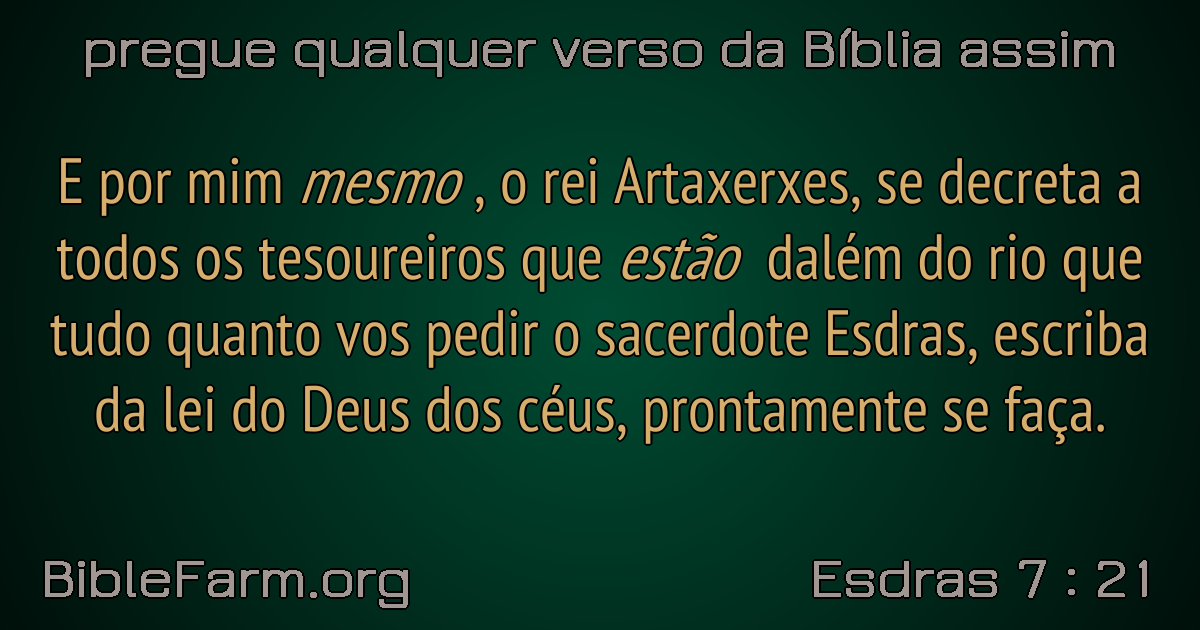 pregue qualquer verso da Bíblia assim
E por mim mesmo , o rei Artaxerxes, se decreta a
todos os tesoureiros que estão dalém do rio que
tudo quanto vos pedir o sacerdote Esdras, escriba
da lei do Deus dos céus, prontamente se faça.
BibleFarm.org
Esdras 7 : 21